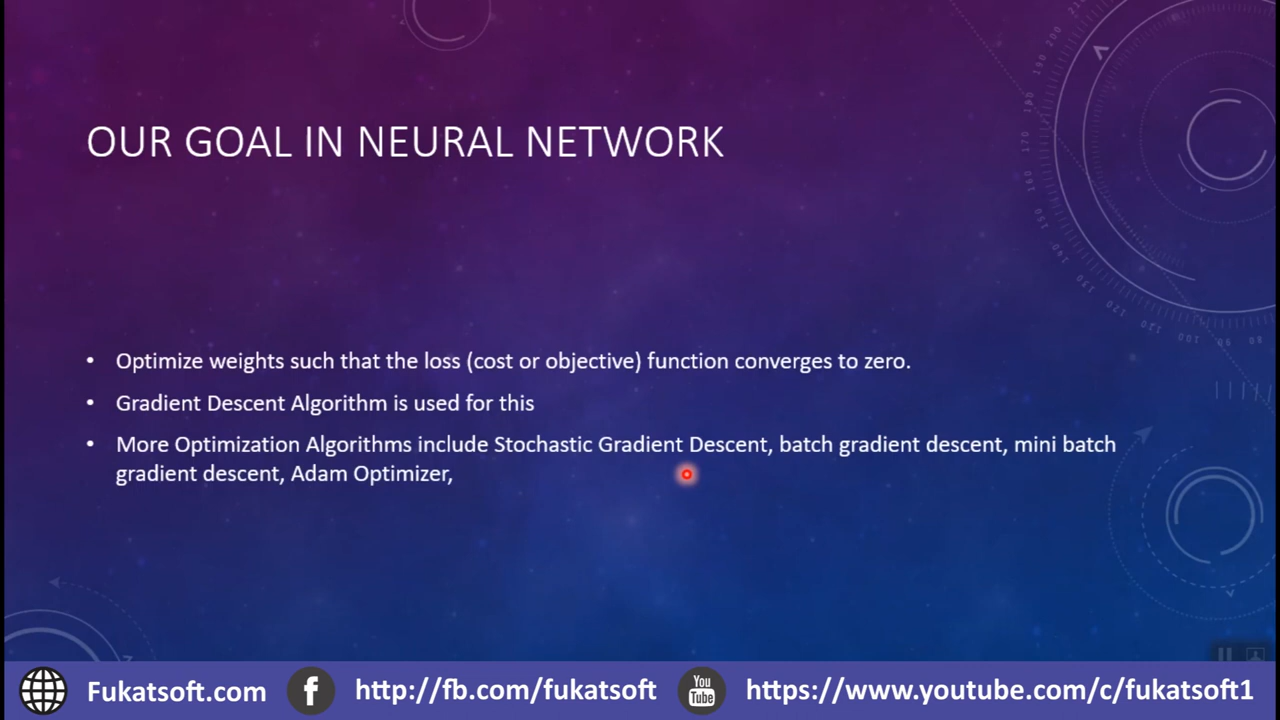 OUR GOAL IN NEURAL NETWORK
• Optimize weights such that the loss (cost or objective) function converges to zero.
• Gradient Descent Algorithm is used for this
• More Optimization Algorithms include Stochastic Gradient Descent, batch gradient descent, mini batch
gradient descent, Adam Optimizer,
Fukatsoft.com
f
http://fb.com/fukatsoft
You
Tube
https://www.youtube.com/c/fukatsoft1